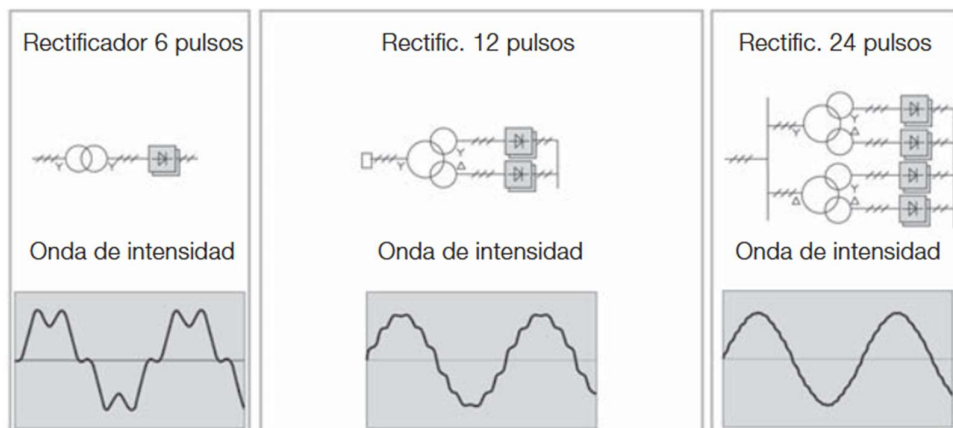 Rectificador 6 pulsos
Rectific. 12 pulsos
Rectific. 24 pulsos
Onda de intensidad
Onda de intensidad
Onda de intensidad